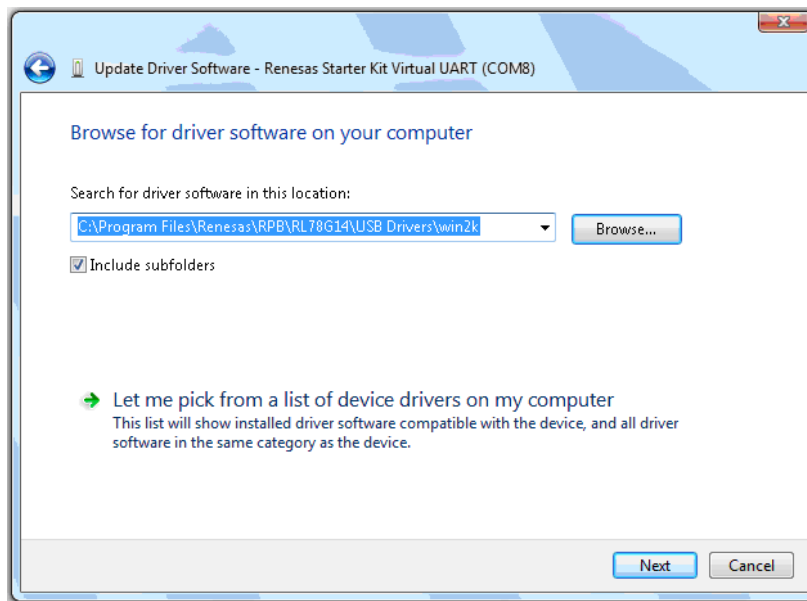 Update Driver Software - Renesas Starter Kit Virtual UART (COM8)
Browse for driver software on your computer
Search for driver software in this location:
C:\Program Files\Renesas\RPB\RL78G14\USB Drivers\win2k
Browse...
Include subfolders
Let me pick from a list of device drivers on my computer
This list will show installed driver software compatible with the device, and all driver
software in the same category as the device.
Next
Cancel